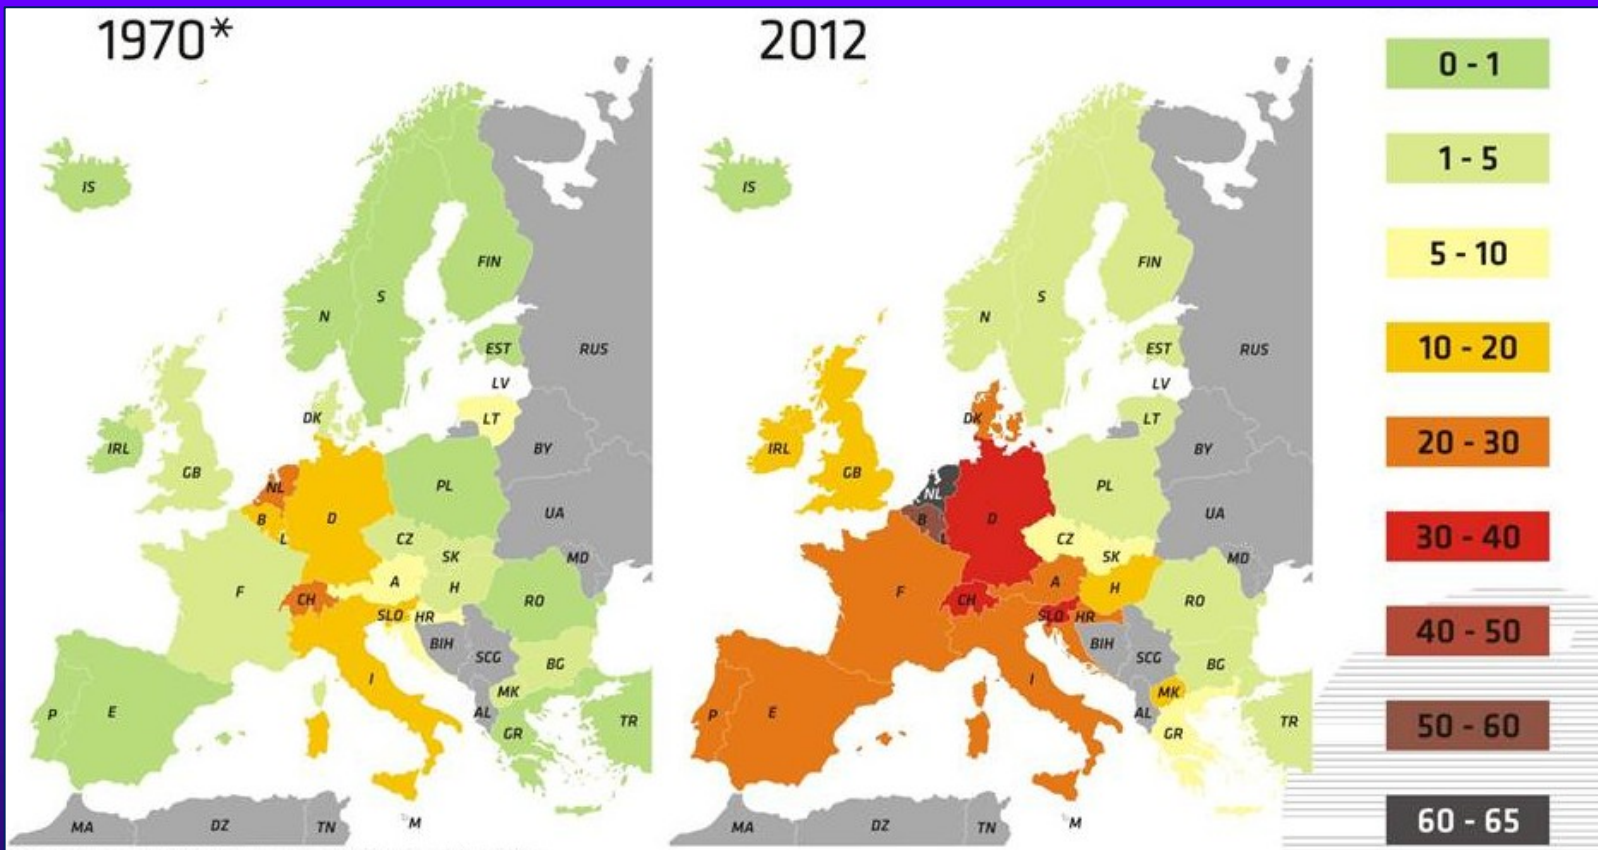 1970*
IS
FIN
S
N
EST
RUS
LV
DK
LT
IRL
BY
GB
NL
PL
B
D
UA
L
CZ
SK
MD
A
F
H
CH
RO
SLO
HR
BIH
SCG
BG
I
MK
P
E
AL
TR
GR
MA
DZ
TN
M
2012
IS
FIN
S
N
EST
RUS
LV
DK
LT
IRL
BY
GB
NL
PL
B
D
UA
L
CZ
SK
MD
A
F
H
CH
RO
SLO
HR
BIH
SCG
BG
I
MK
P
E
AL
TR
GR
MA
DZ
TN
M
0 - 1
1 - 5
5 - 10
10 - 20
20 - 30
30 - 40
40 - 50
50 - 60
60 - 65